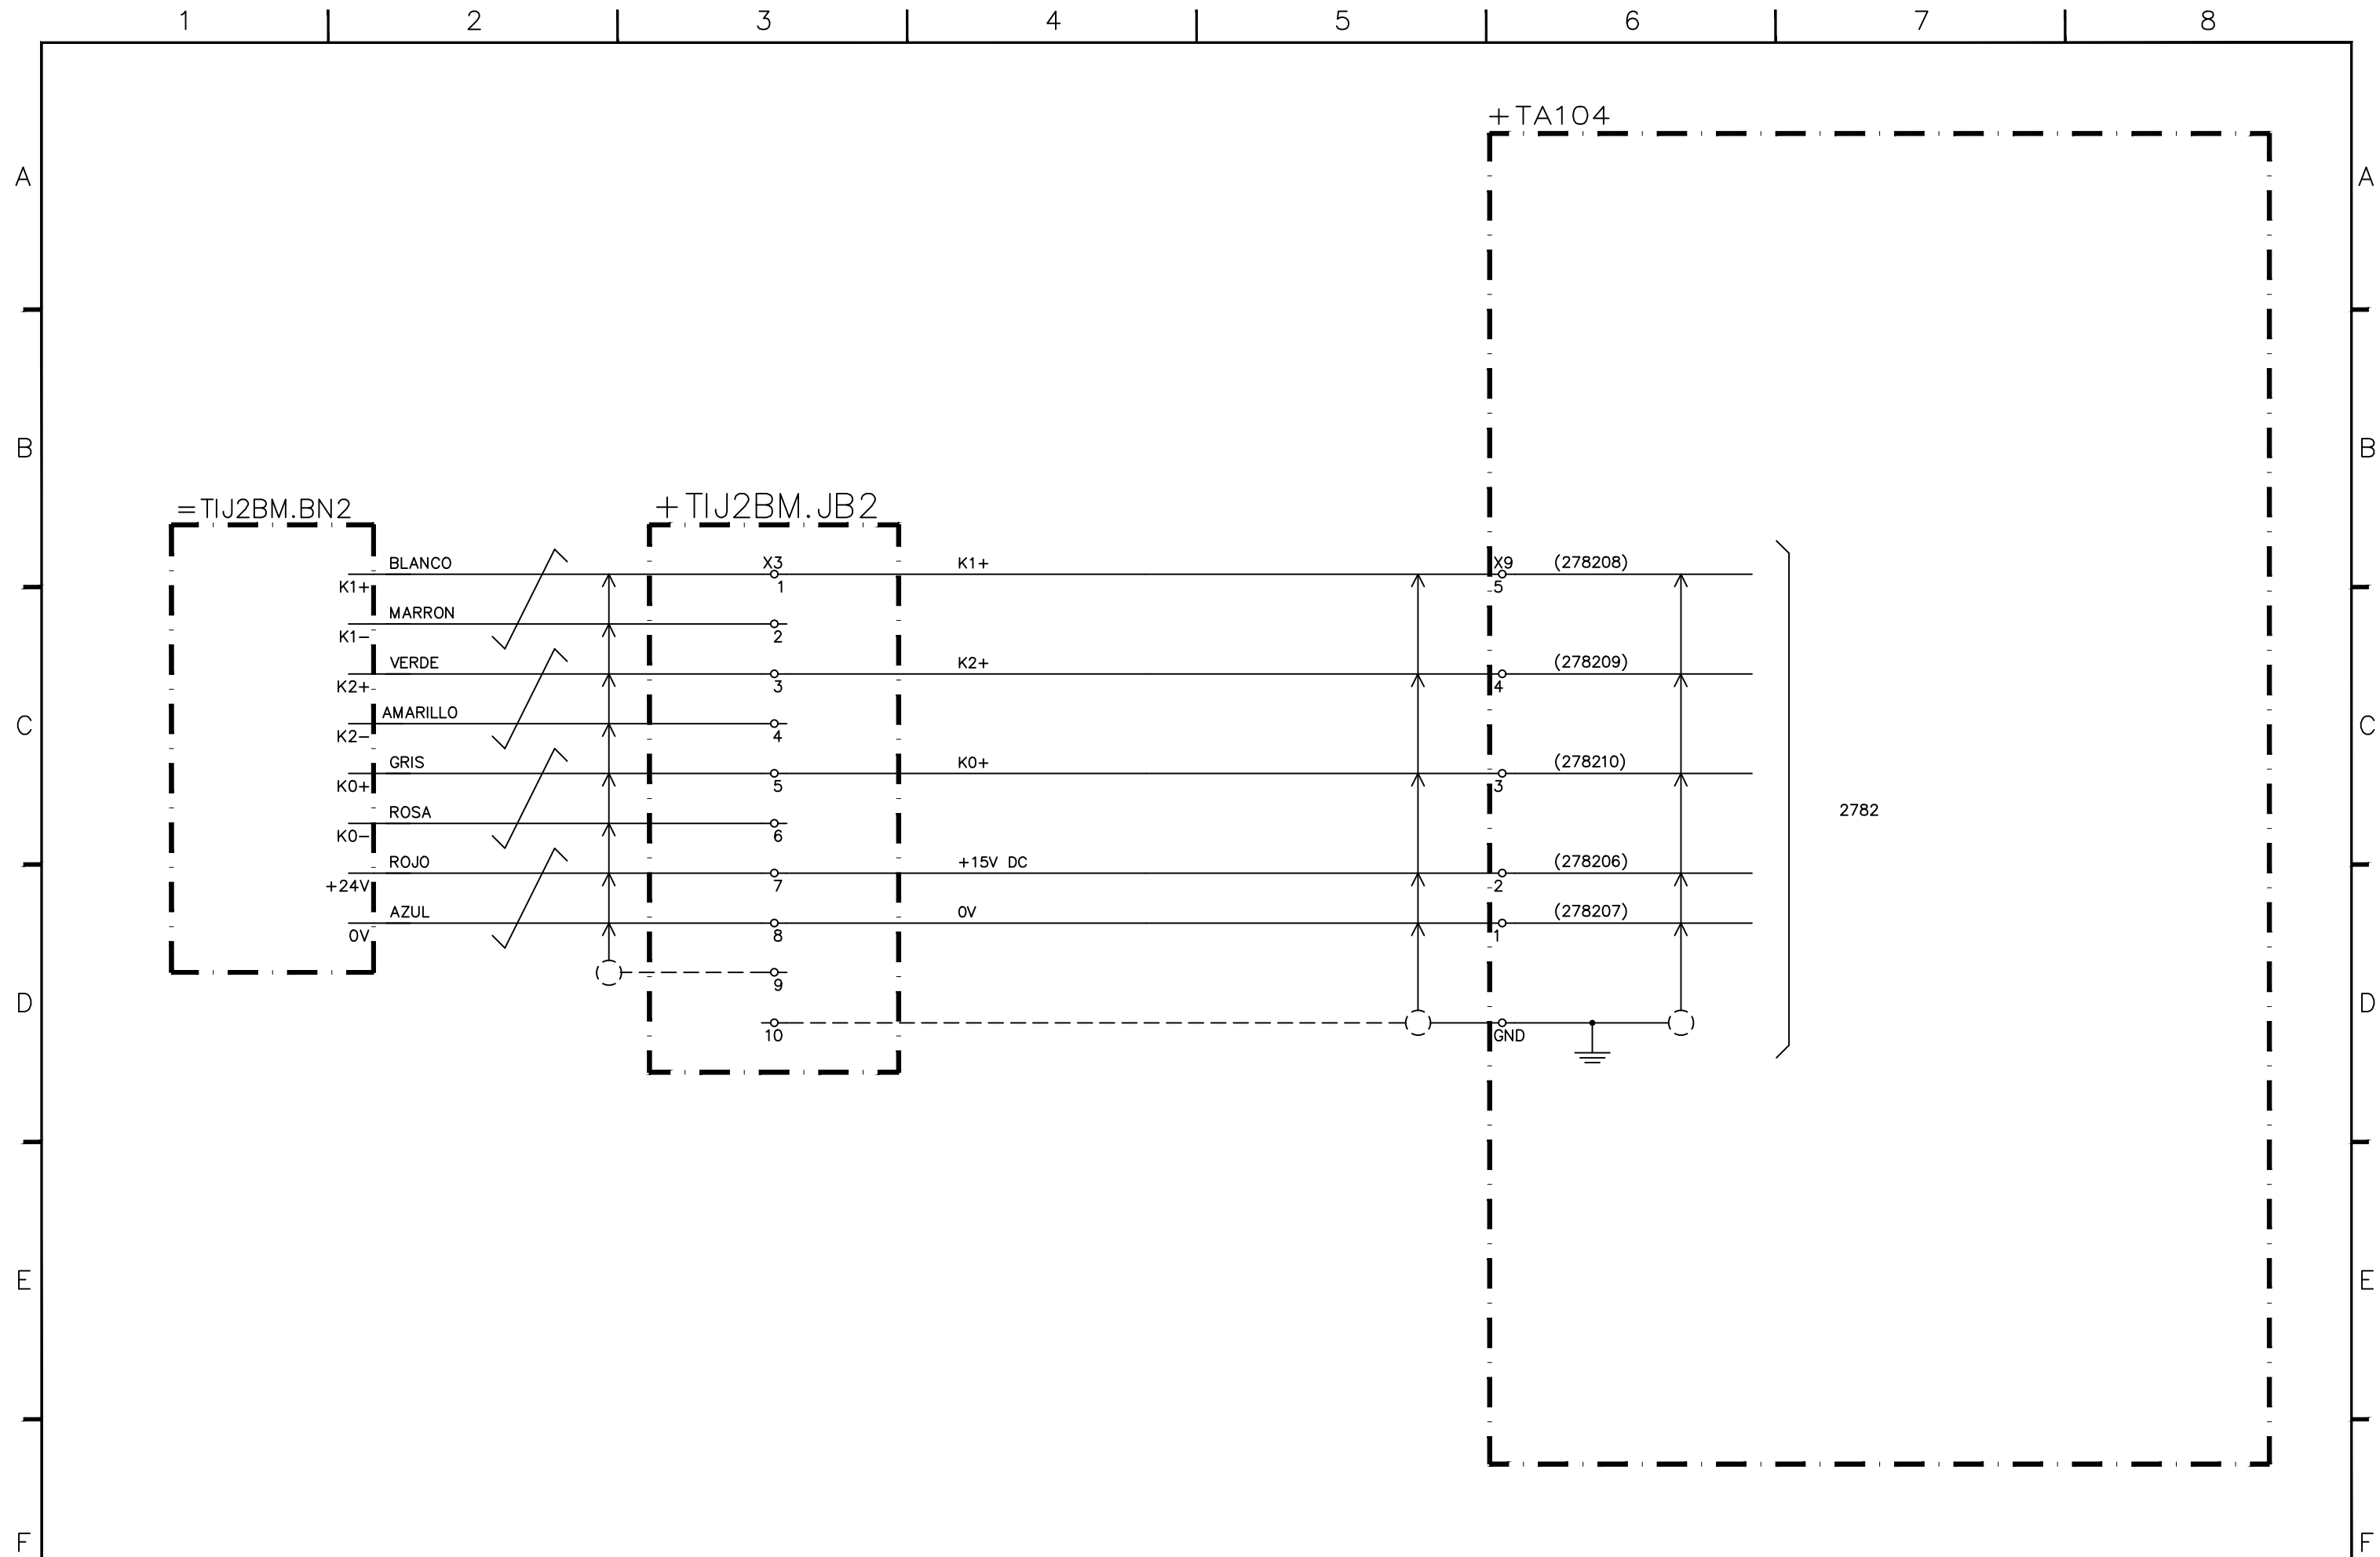 1 2 3 4 5 6 7 8
+TA104
A A
B B
=TIJ2BM.BN2 +TIJ2BM.JB2
BLANCO X3 K1+ X9 (278208)
K1+ 1 5
MARRON
K1- 2
VERDE K2+ (278209)
K2+ 3 4
AMARILLO
C C
K2- 4
GRIS K0+ (278210)
K0+ 5 3
ROSA 2782
K0- 6
ROJO +15V DC (278206)
+24V 7 2
AZUL 0V (278207)
0V 8 1
9
D D
10 GND
E E
F F